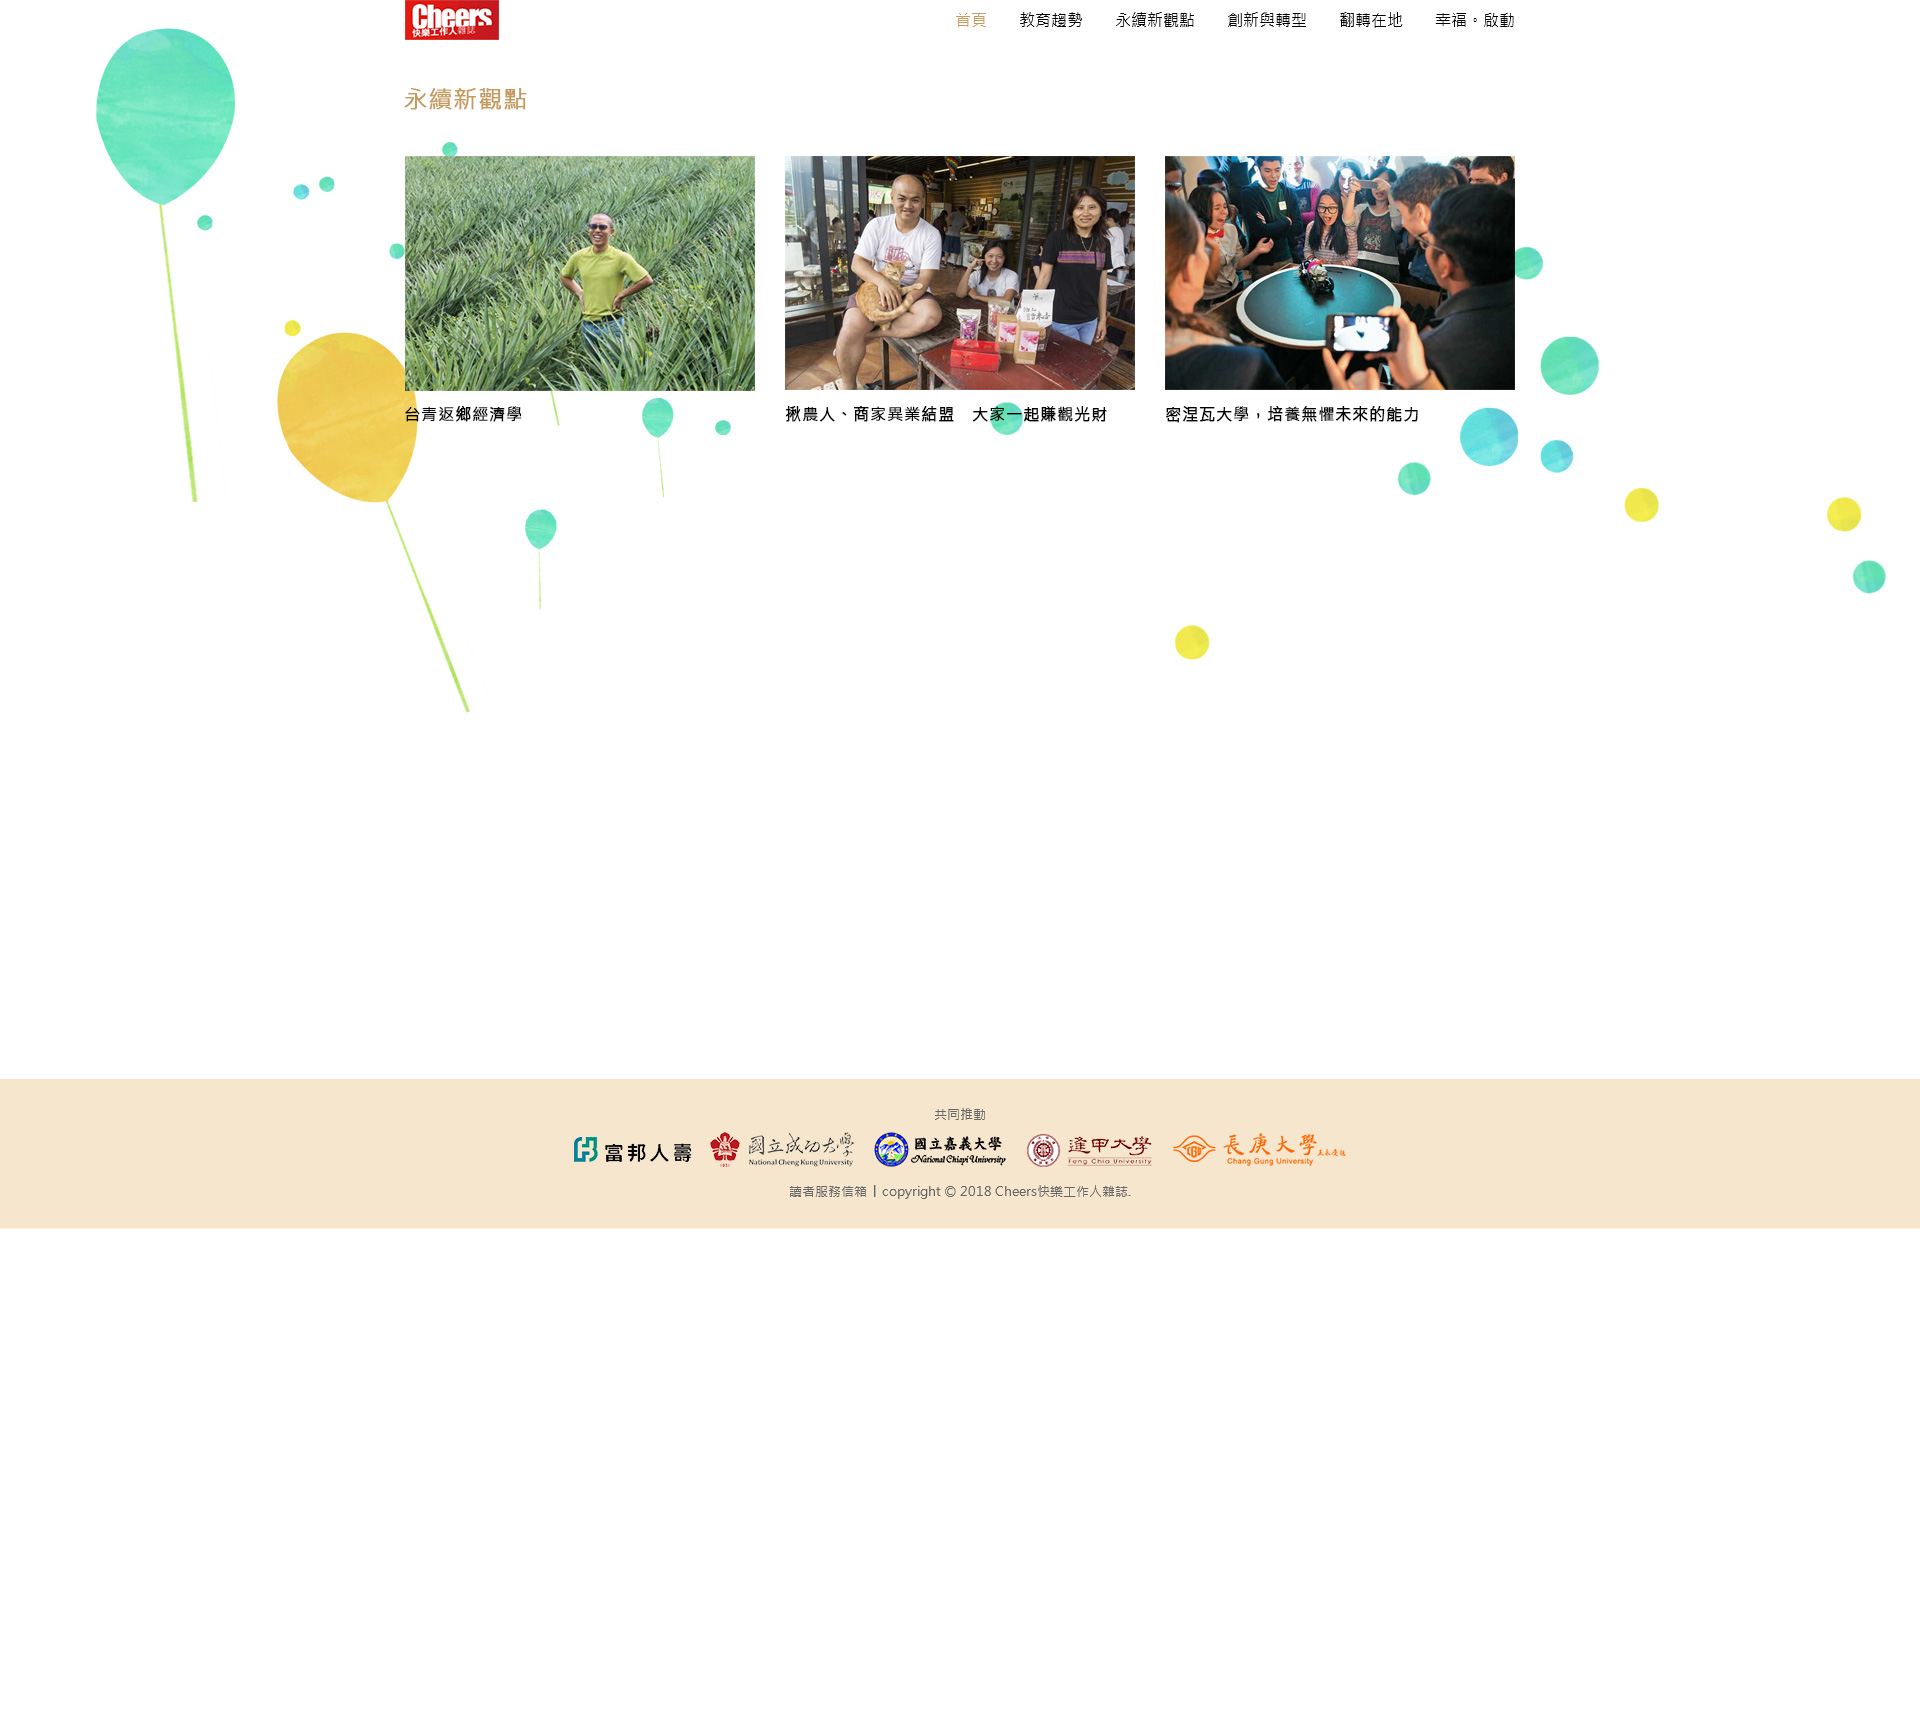 Cheers
快樂工作人雜誌
首頁 教育趨勢 永續新觀點 創新與轉型 翻轉在地 幸福。啟動
永續新觀點
台青返鄉經濟學
揪農人、商家異業結盟　大家一起賺觀光財
密涅瓦大學，培養無懼未來的能力
共同推動
富邦人壽
國立成功大學
National Cheng Kung University
國立嘉義大學
National Chiayi University
逢甲大學
Feng Chia University
長庚大學
Chang Gung University
讀者服務信箱 | copyright © 2018 Cheers快樂工作人雜誌.